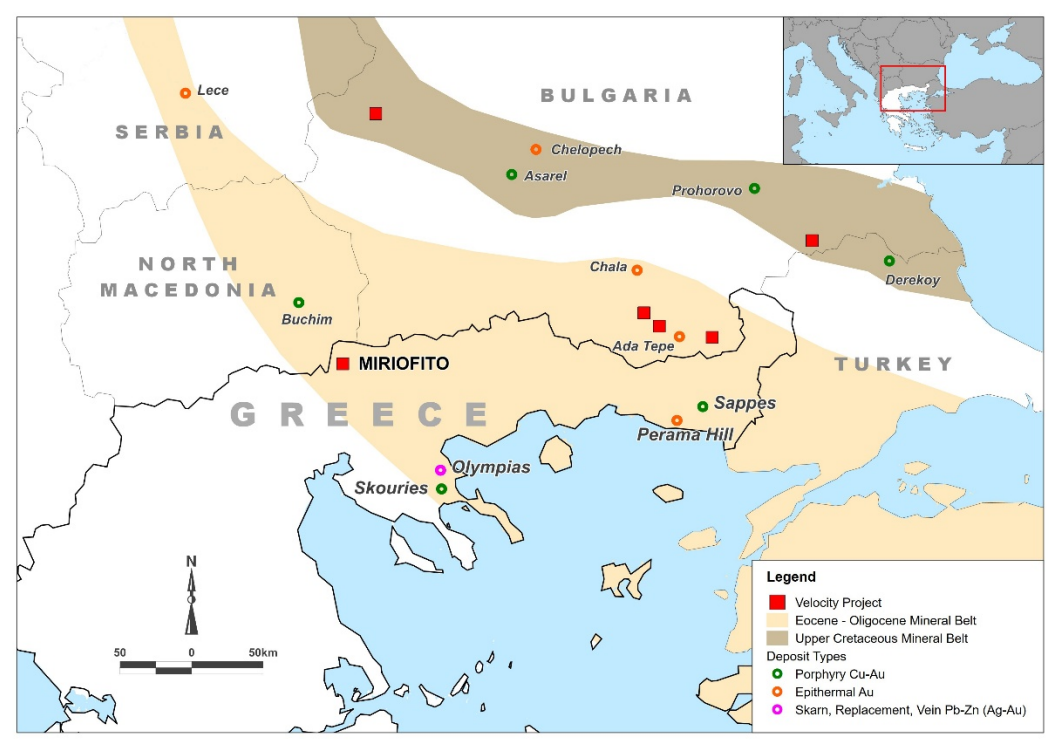 Lece
SERBIA
BULGARIA
Chelopech
Asarel
Prohorovo
NORTH
MACEDONIA
Chala
Derekoy
Buchim
Ada Tepe
MIRIOFITO
TURKEY
GREECE
Sappes
Perama Hill
Olympias
Skouries
N
50 0 50km
Legend
Velocity Project
Eocene - Oligocene Mineral Belt
Upper Cretaceous Mineral Belt
Deposit Types
Porphyry Cu-Au
Epithermal Au
Skarn, Replacement, Vein Pb-Zn (Ag-Au)